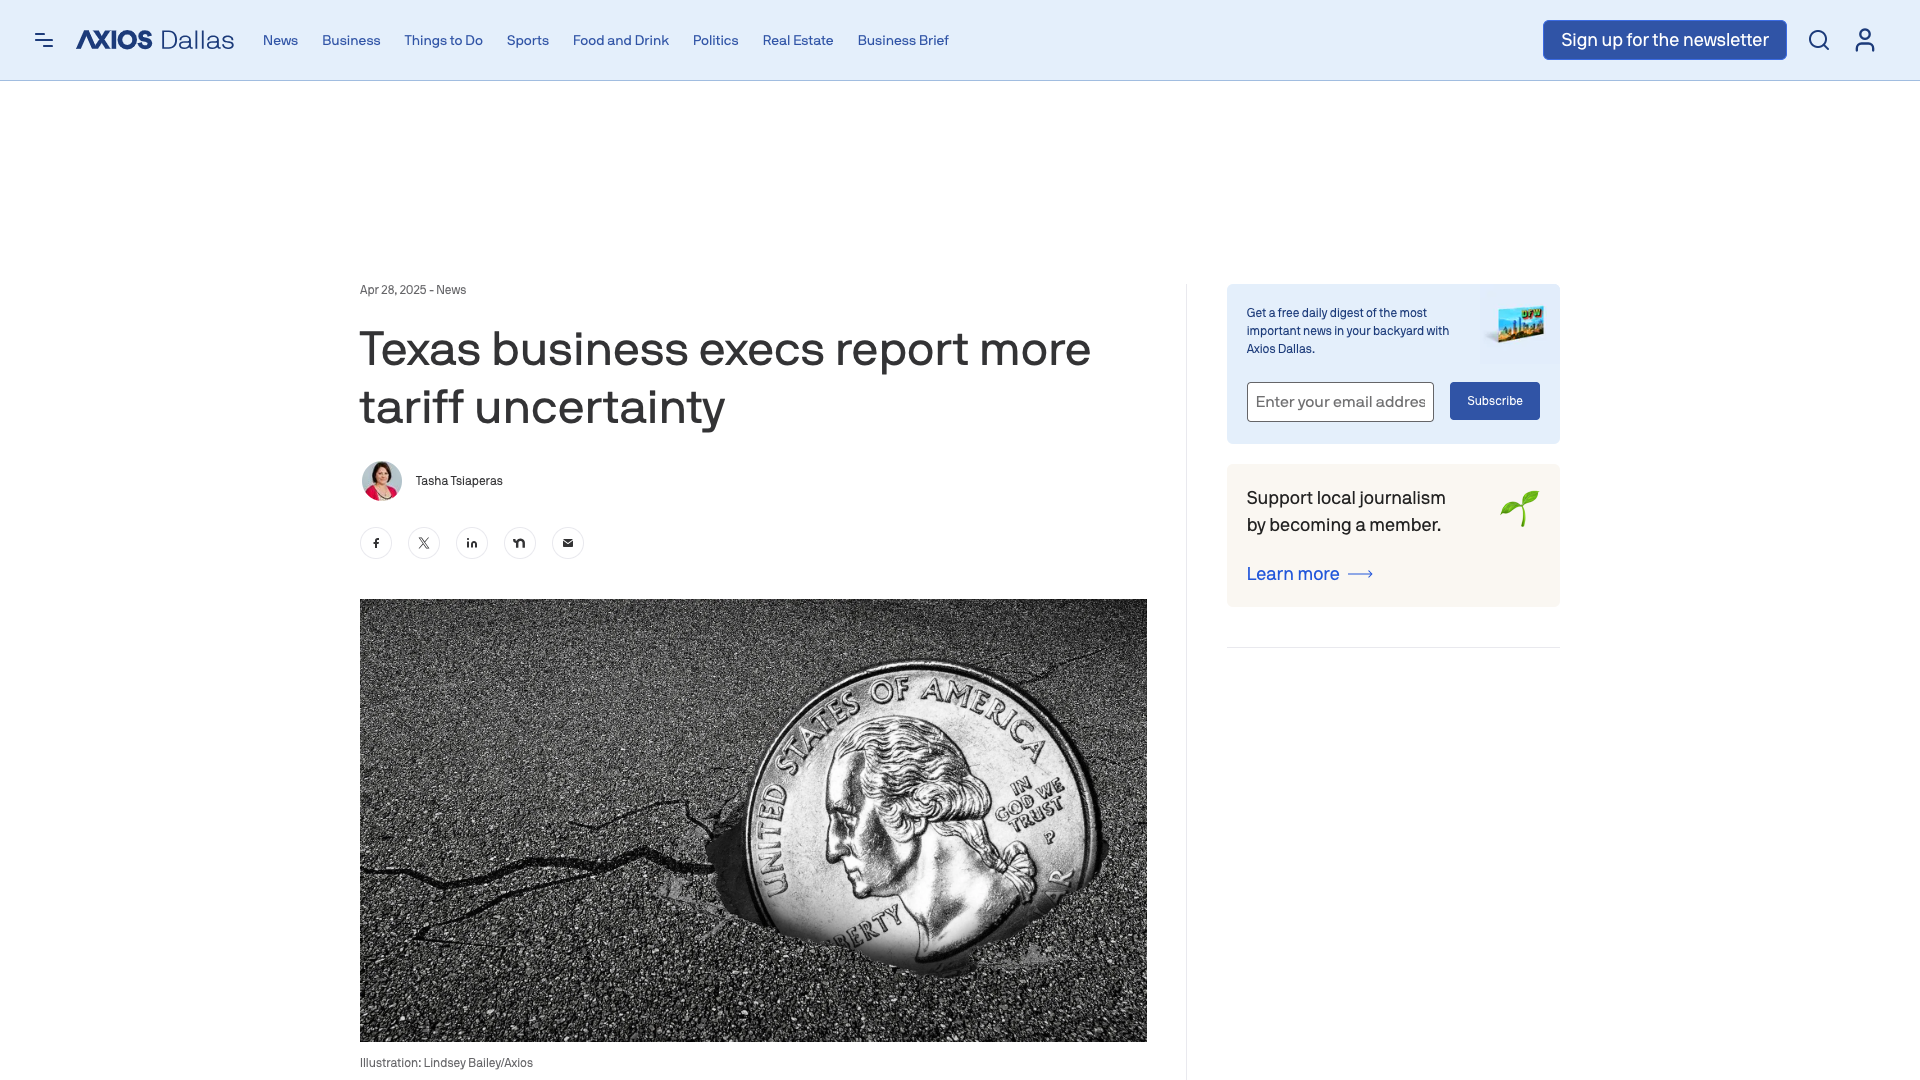 AXIOS Dallas
News
Business
Things to Do
Sports
Food and Drink
Politics
Real Estate
Business Brief
Sign up for the newsletter
Apr 28, 2025 - News
Texas business execs report more
tariff uncertainty
Tasha Tsiaperas
UNITED STATES OF AMERICA
IN
GOD WE
TRUST
P
BERTY
R
Illustration: Lindsey Bailey/Axios
Get a free daily digest of the most
important news in your backyard with
Axios Dallas.
DFW
Enter your email addres
Subscribe
Support local journalism
by becoming a member.
Learn more